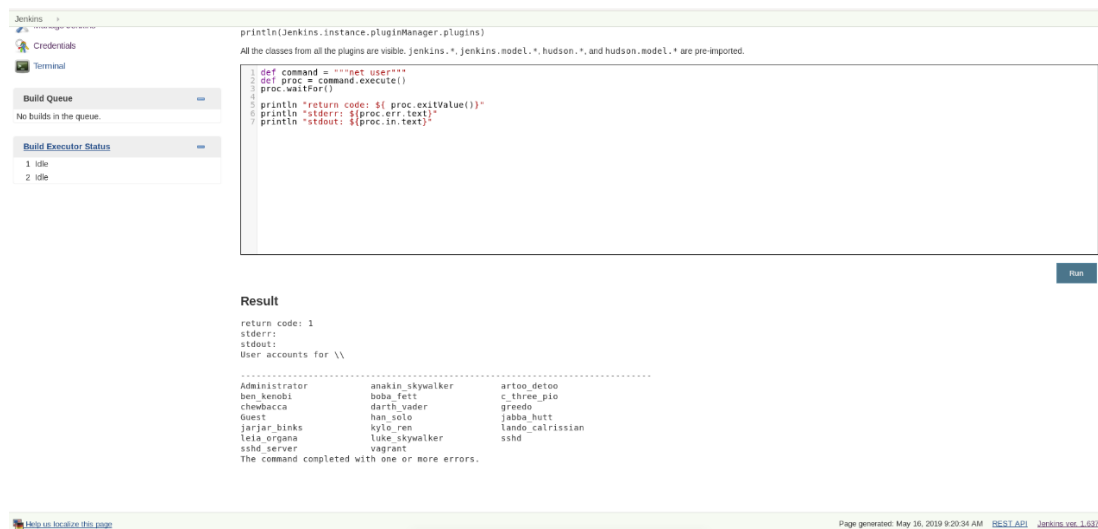 Jenkins
Manage Jenkins
Credentials
Terminal
Build Queue
No builds in the queue.
Build Executor Status
1 Idle
2 Idle
println(Jenkins.instance.pluginManager.plugins)
All the classes from all the plugins are visible. jenkins.*, jenkins.model.*, hudson.*, and hudson.model.* are pre-imported.
1 def command = """net user"""
2 def proc = command.execute()
3 proc.waitFor()
4
5 println "return code: ${ proc.exitValue()}"
6 println "stderr: ${proc.err.text}"
7 println "stdout: ${proc.in.text}"
Run
Result
return code: 1
stderr:
stdout:
User accounts for \\
-------------------------------------------------------------------------------
Administrator anakin_skywalker artoo_detoo
ben_kenobi boba_fett c_three_pio
chewbacca darth_vader greedo
Guest han_solo jabba_hutt
jarjar_binks kylo_ren lando_calrissian
leia_organa luke_skywalker sshd
sshd_server vagrant
The command completed with one or more errors.
Help us localize this page
Page generated: May 16, 2019 9:20:34 AM REST API Jenkins ver. 1.637